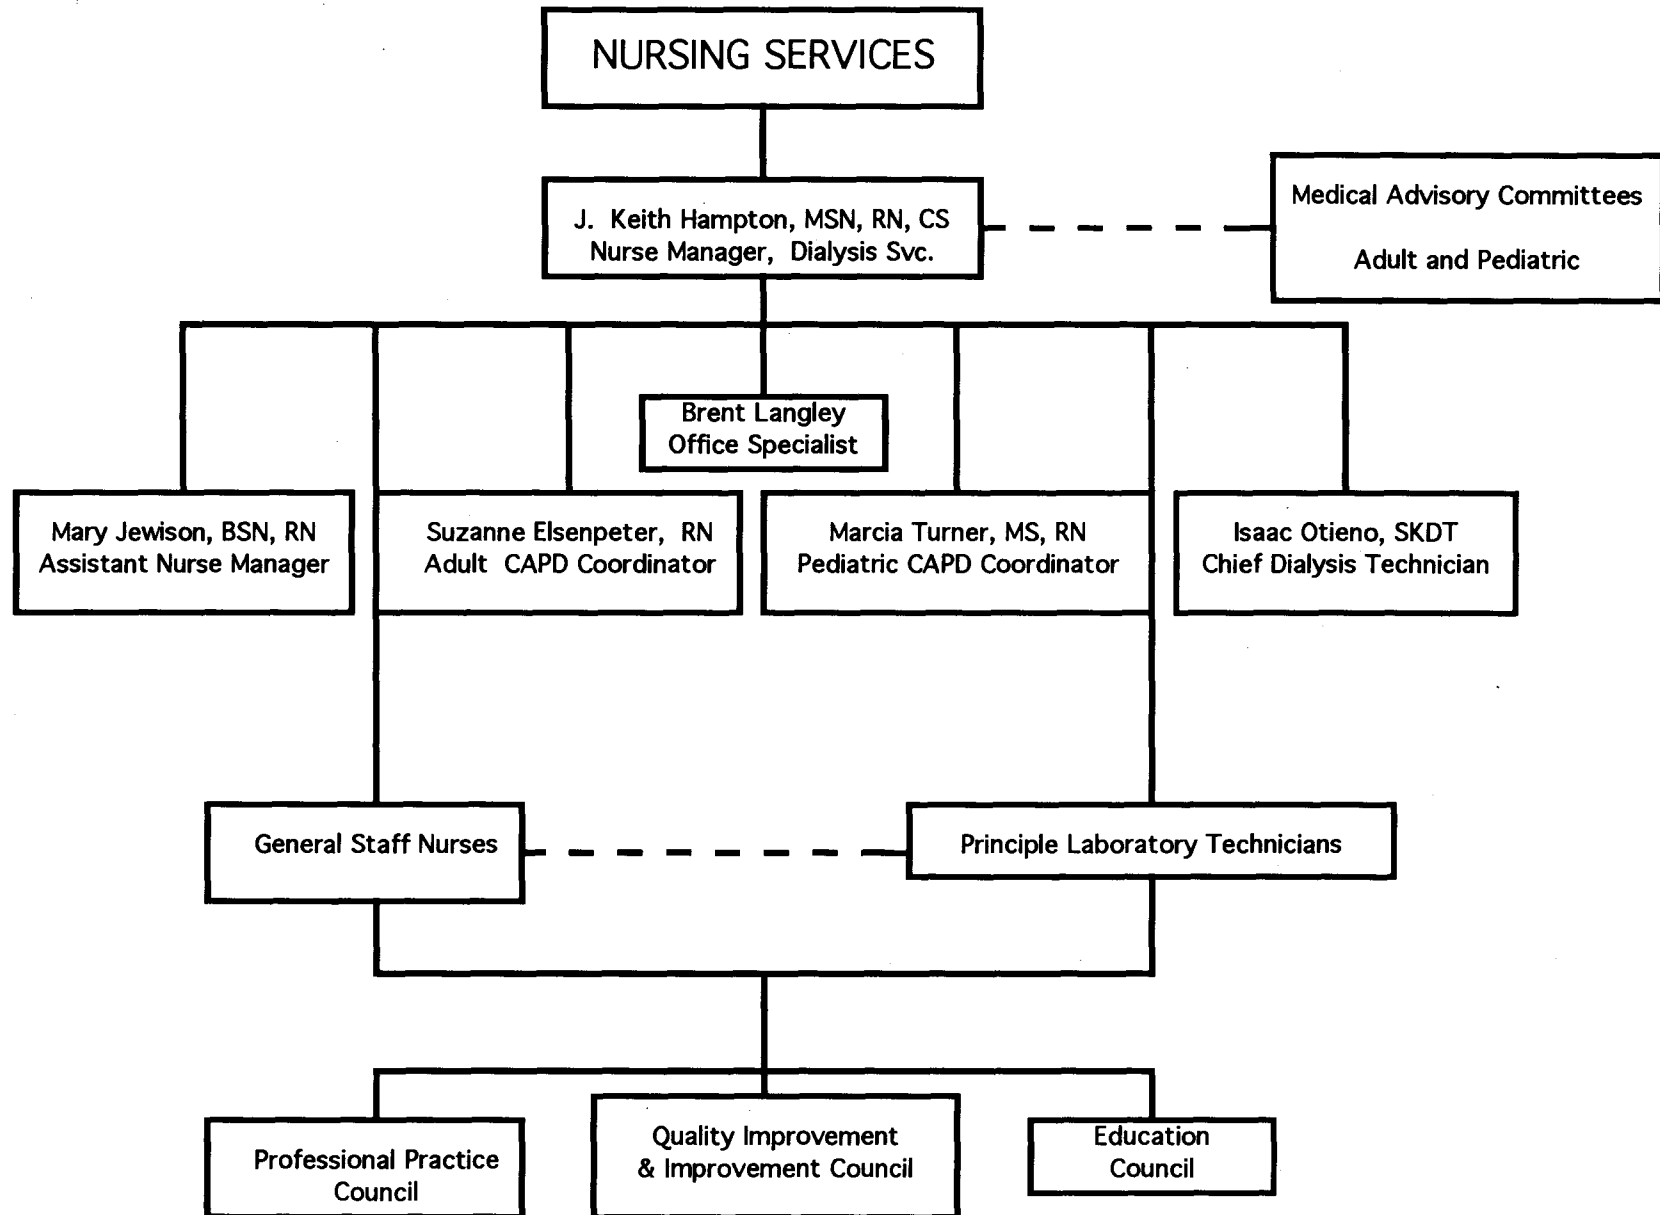 NURSING SERVICES
J. Keith Hampton, MSN, RN, CS
Nurse Manager, Dialysis Svc.
Medical Advisory Committees
Adult and Pediatric
Brent Langley
Office Specialist
Mary Jewison, BSN, RN
Assistant Nurse Manager
Suzanne Elsenpeter, RN
Adult CAPD Coordinator
Marcia Turner, MS, RN
Pediatric CAPD Coordinator
Isaac Otieno, SKDT
Chief Dialysis Technician
General Staff Nurses
Principle Laboratory Technicians
Professional Practice
Council
Quality Improvement
& Improvement Council
Education
Council